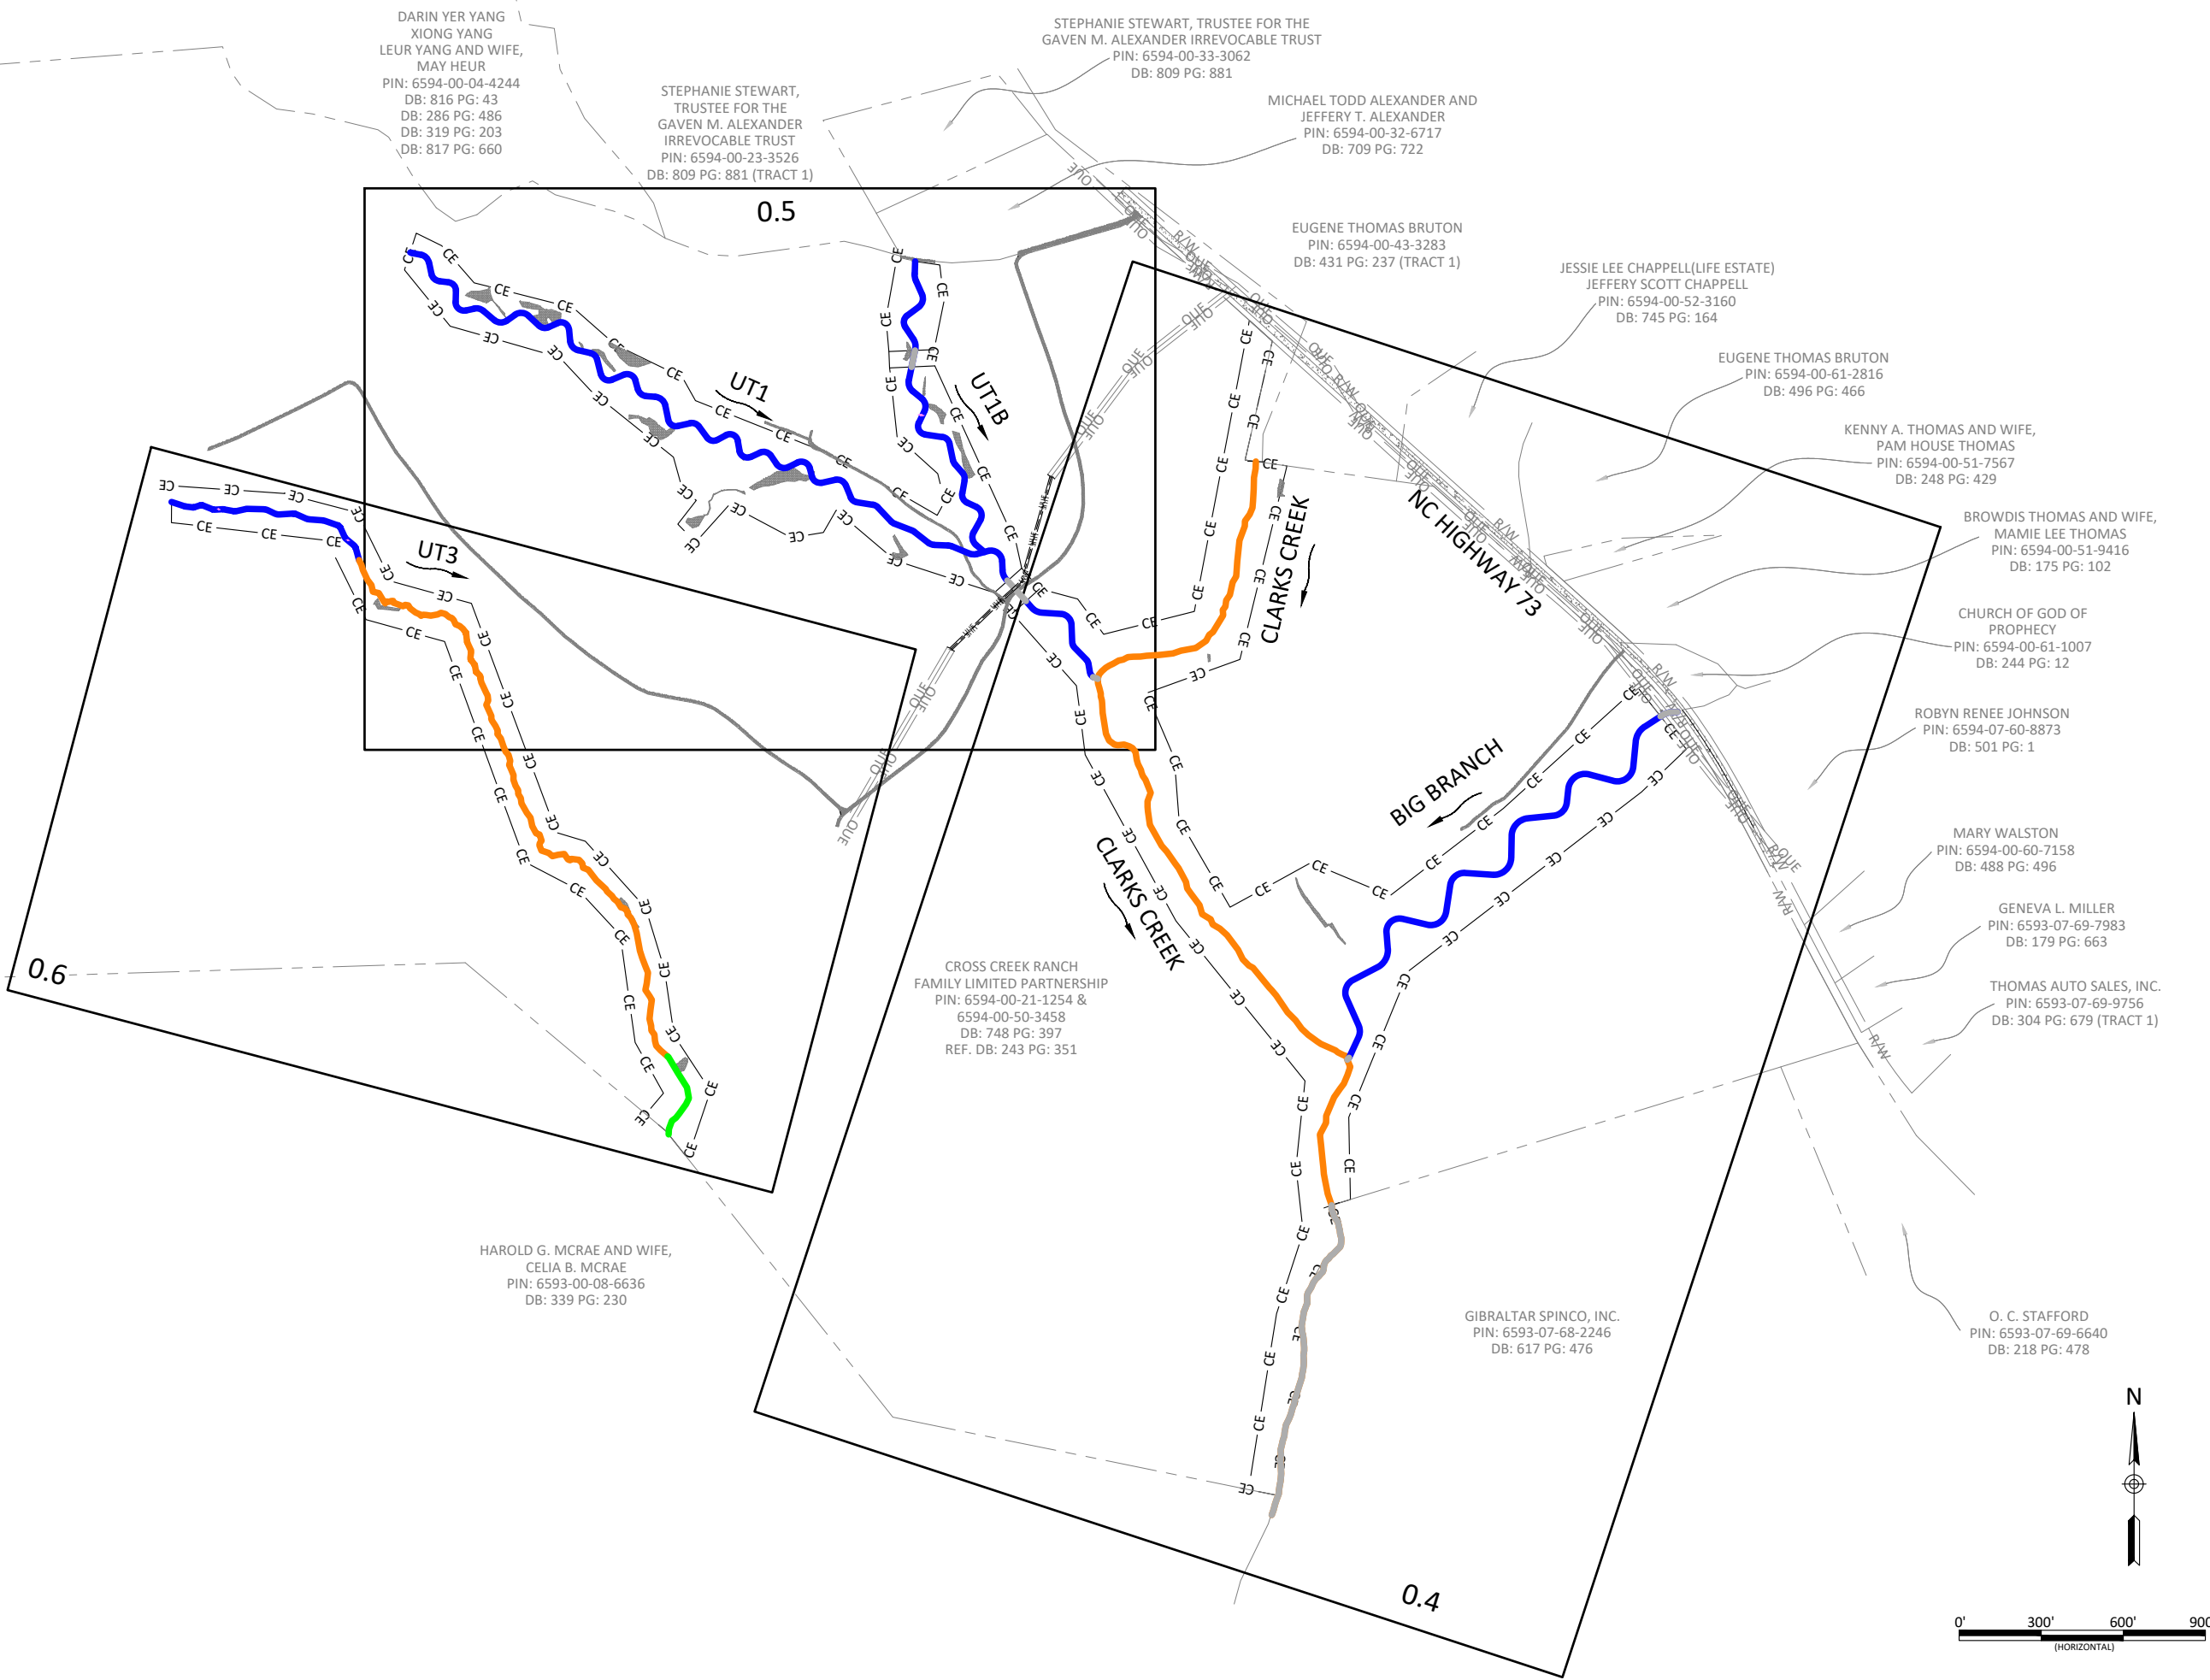 DARIN YER YANG
XIONG YANG
LEUR YANG AND WIFE,
MAY HEUR
PIN: 6594-00-04-4244
DB: 816 PG: 43
DB: 286 PG: 486
DB: 319 PG: 203
DB: 817 PG: 660
STEPHANIE STEWART,
TRUSTEE FOR THE
GAVEN M. ALEXANDER
IRREVOCABLE TRUST
PIN: 6594-00-23-3526
DB: 809 PG: 881 (TRACT 1)
STEPHANIE STEWART, TRUSTEE FOR THE
GAVEN M. ALEXANDER IRREVOCABLE TRUST
PIN: 6594-00-33-3062
DB: 809 PG: 881
MICHAEL TODD ALEXANDER AND
JEFFERY T. ALEXANDER
PIN: 6594-00-32-6717
DB: 709 PG: 722
EUGENE THOMAS BRUTON
PIN: 6594-00-43-3283
DB: 431 PG: 237 (TRACT 1)
JESSIE LEE CHAPPELL(LIFE ESTATE)
JEFFERY SCOTT CHAPPELL
PIN: 6594-00-52-3160
DB: 745 PG: 164
EUGENE THOMAS BRUTON
PIN: 6594-00-61-2816
DB: 496 PG: 466
KENNY A. THOMAS AND WIFE,
PAM HOUSE THOMAS
PIN: 6594-00-51-7567
DB: 248 PG: 429
BROWDIS THOMAS AND WIFE,
MAMIE LEE THOMAS
PIN: 6594-00-51-9416
DB: 175 PG: 102
CHURCH OF GOD OF
PROPHECY
PIN: 6594-00-61-1007
DB: 244 PG: 12
ROBYN RENEE JOHNSON
PIN: 6594-07-60-8873
DB: 501 PG: 1
MARY WALSTON
PIN: 6594-00-60-7158
DB: 488 PG: 496
GENEVA L. MILLER
PIN: 6593-07-69-7983
DB: 179 PG: 663
THOMAS AUTO SALES, INC.
PIN: 6593-07-69-9756
DB: 304 PG: 679 (TRACT 1)
O. C. STAFFORD
PIN: 6593-07-69-6640
DB: 218 PG: 478
GIBRALTAR SPINCO, INC.
PIN: 6593-07-68-2246
DB: 617 PG: 476
CROSS CREEK RANCH
FAMILY LIMITED PARTNERSHIP
PIN: 6594-00-21-1254 &
6594-00-50-3458
DB: 748 PG: 397
REF. DB: 243 PG: 351
HAROLD G. MCRAE AND WIFE,
CELIA B. MCRAE
PIN: 6593-00-08-6636
DB: 339 PG: 230
0.5
UT1
UT1B
UT3
CLARKS CREEK
NC HIGHWAY 73
BIG BRANCH
CLARKS CREEK
0.6
0.4
CE
OUE
R/W
N
0'
300'
600'
(HORIZONTAL)